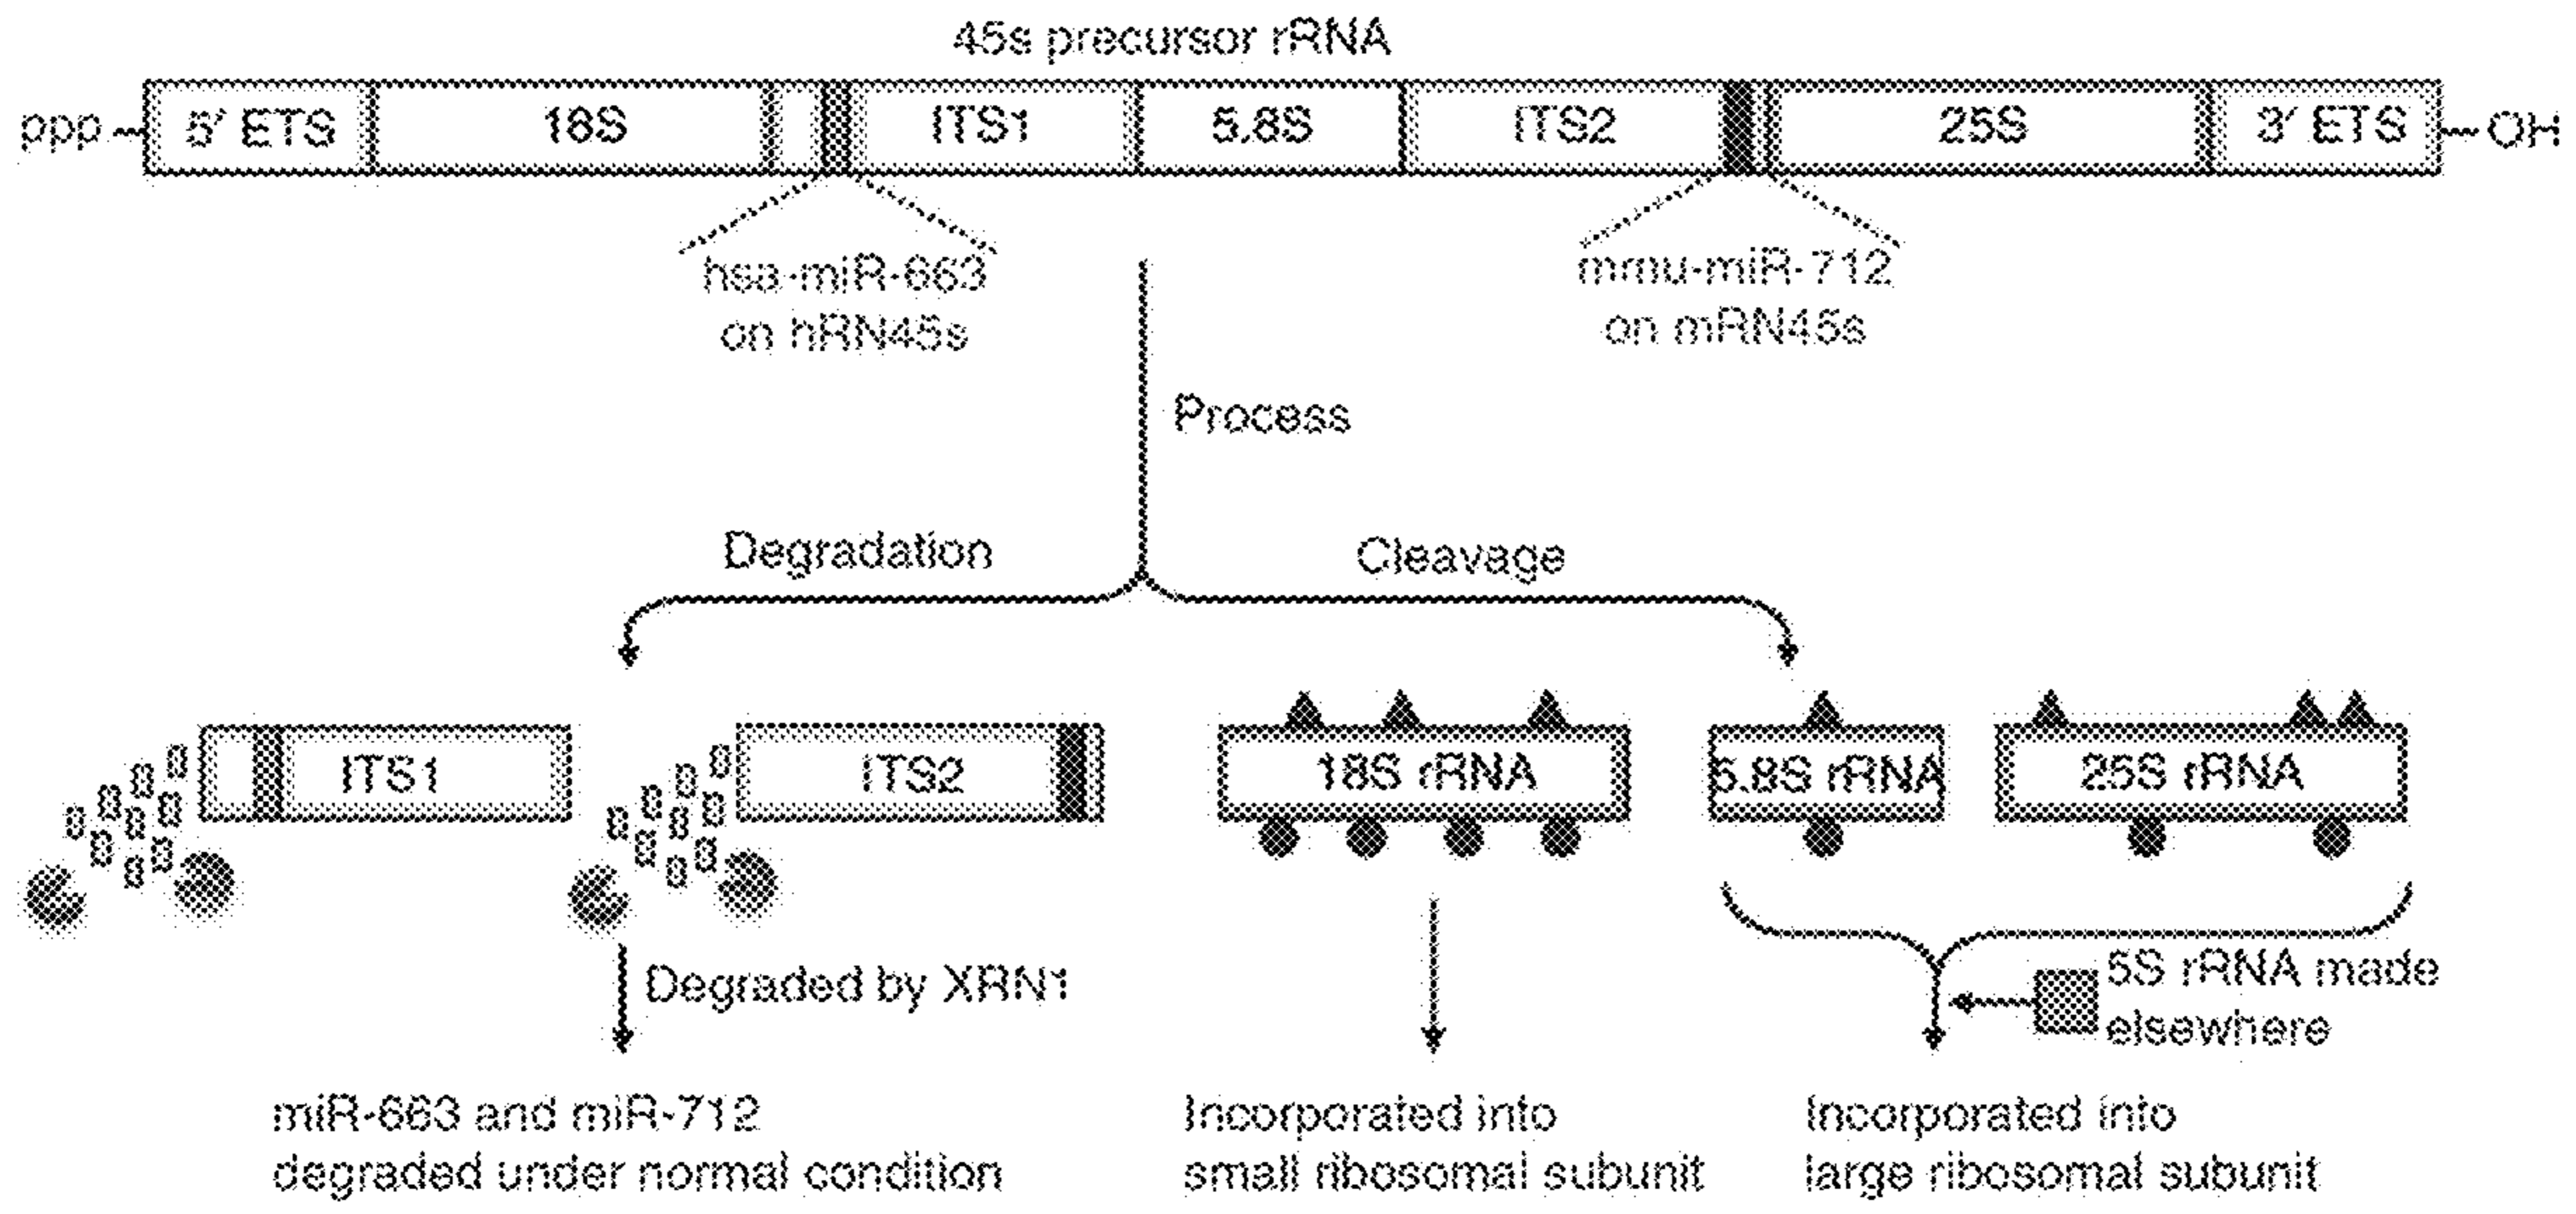 45s precursor rRNA
ppp 5′ ETS 18S ITS1 5.8S ITS2 25S 3′ ETS OH
hsa-miR-663 mmu-miR-712
on hRN45s on mRN45s
Process
Degradation Cleavage
ITS1 ITS2 18S rRNA 5.8S rRNA 25S rRNA
Degraded by XRN1 5S rRNA made
elsewhere
miR-663 and miR-712 Incorporated into Incorporated into
degraded under normal condition small ribosomal subunit large ribosomal subunit